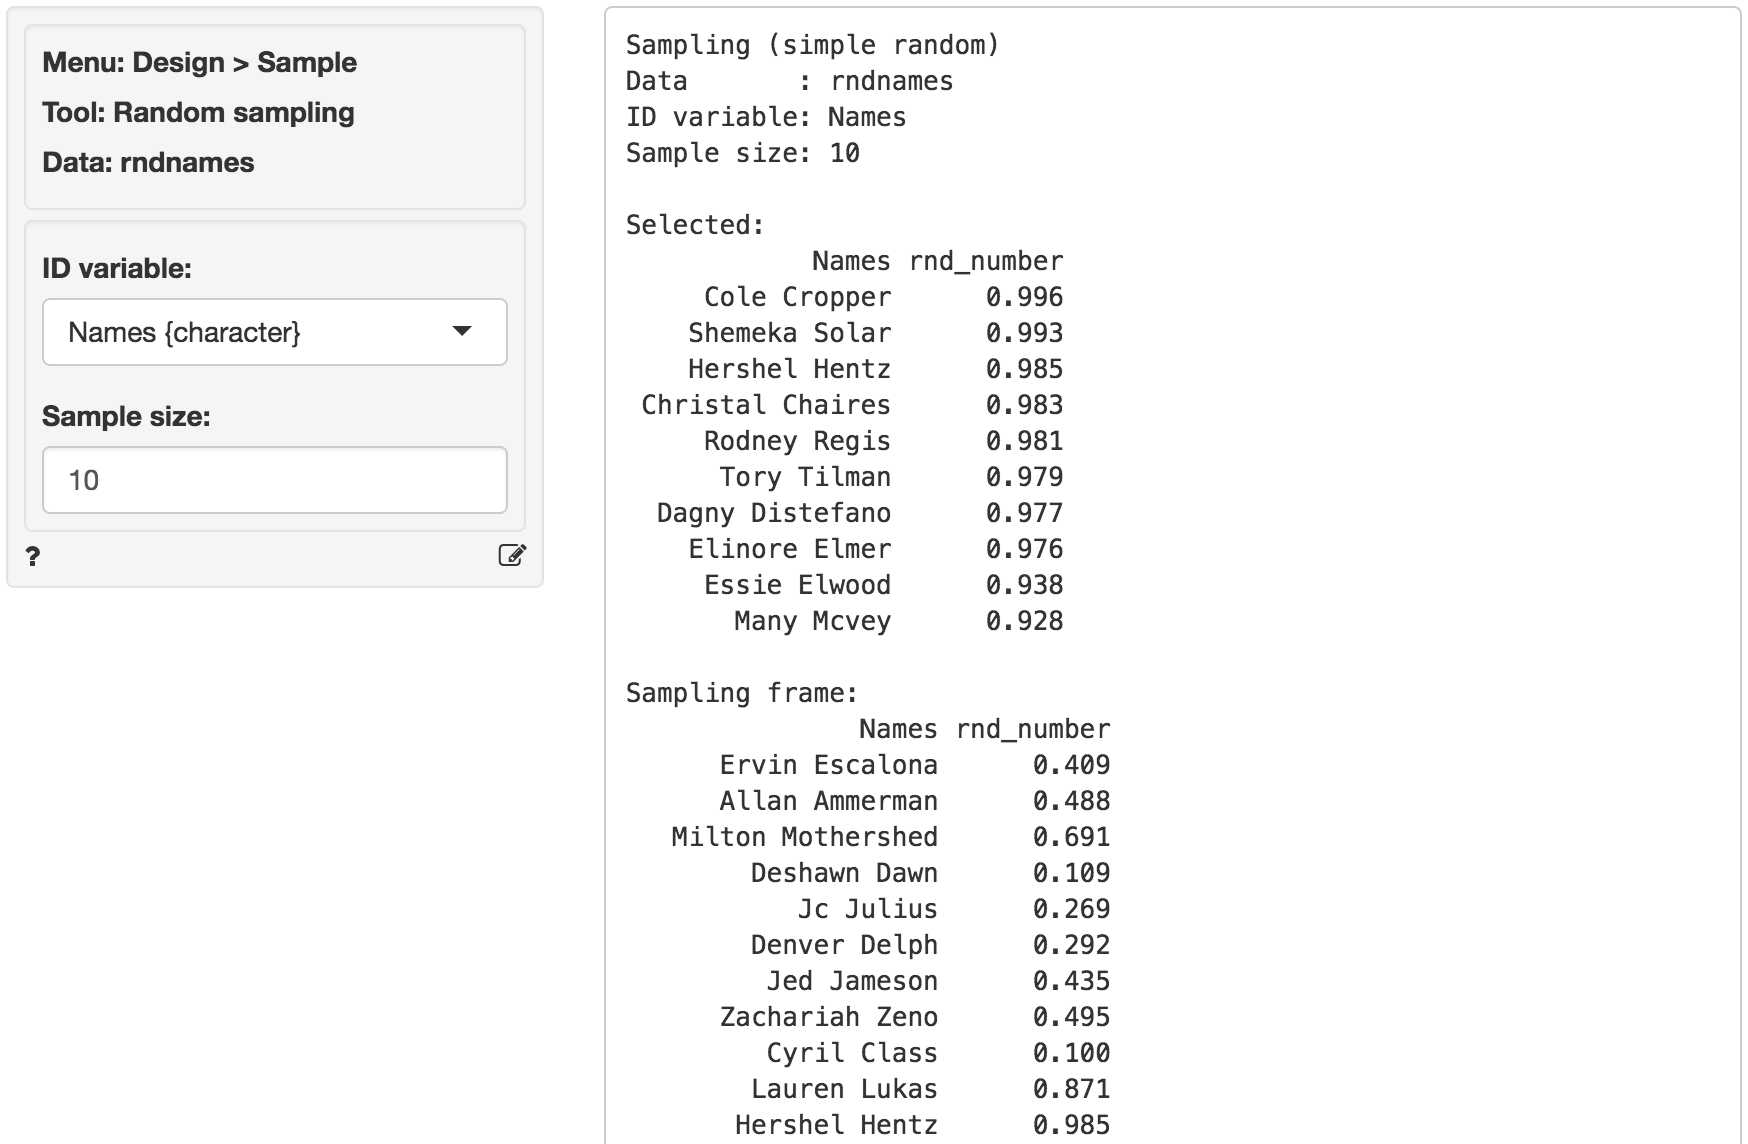 Menu: Design > Sample
Tool: Random sampling
Data: rndnames
ID variable:
Names {character}
Sample size:
10
?
Sampling (simple random)
Data       : rndnames
ID variable: Names
Sample size: 10
Selected:
Names rnd_number
Cole Cropper 0.996
Shemeka Solar 0.993
Hershel Hentz 0.985
Christal Chaires 0.983
Rodney Regis 0.981
Tory Tilman 0.979
Dagny Distefano 0.977
Elinore Elmer 0.976
Essie Elwood 0.938
Many Mcvey 0.928
Sampling frame:
Names rnd_number
Ervin Escalona 0.409
Allan Ammerman 0.488
Milton Mothershed 0.691
Deshawn Dawn 0.109
Jc Julius 0.269
Denver Delph 0.292
Jed Jameson 0.435
Zachariah Zeno 0.495
Cyril Class 0.100
Lauren Lukas 0.871
Hershel Hentz 0.985